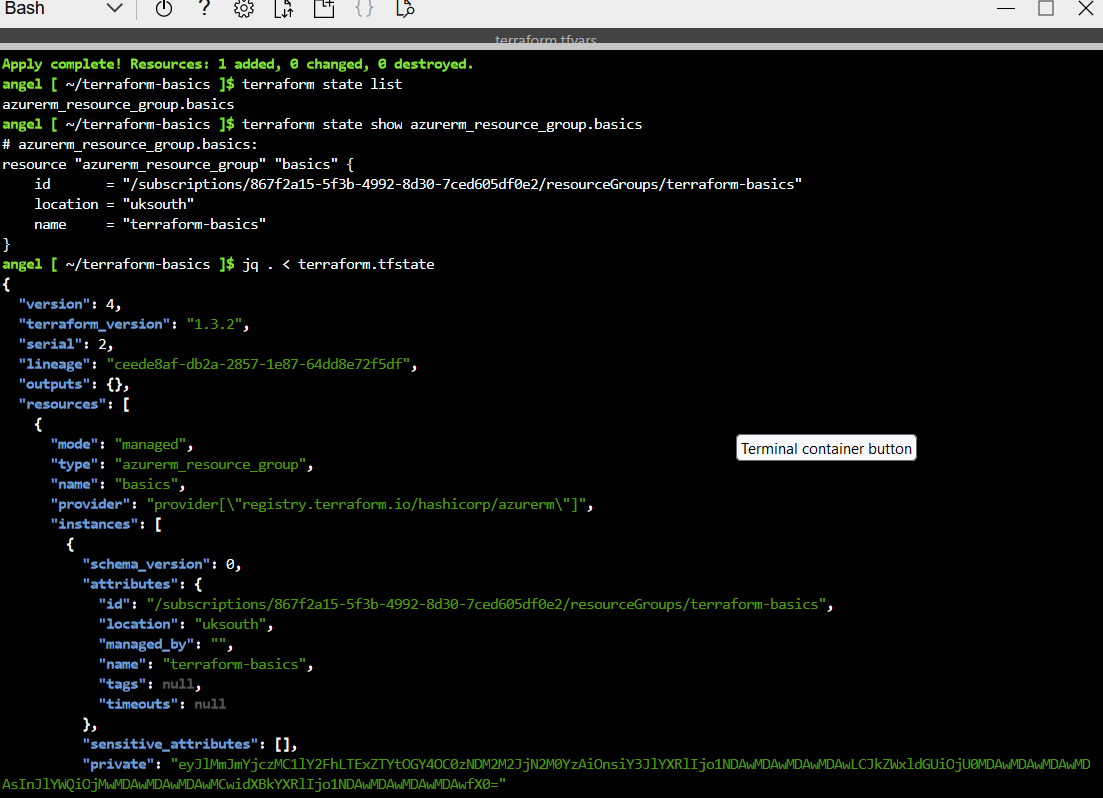 Bash
terraform.tfvars
Apply complete! Resources: 1 added, 0 changed, 0 destroyed.
angel [ ~/terraform-basics ]$ terraform state list
azurerm_resource_group.basics
angel [ ~/terraform-basics ]$ terraform state show azurerm_resource_group.basics
# azurerm_resource_group.basics:
resource "azurerm_resource_group" "basics" {
    id       = "/subscriptions/867f2a15-5f3b-4992-8d30-7ced605df0e2/resourceGroups/terraform-basics"
    location = "uksouth"
    name     = "terraform-basics"
}
angel [ ~/terraform-basics ]$ jq . < terraform.tfstate
{
  "version": 4,
  "terraform_version": "1.3.2",
  "serial": 2,
  "lineage": "ceede8af-db2a-2857-1e87-64dd8e72f5df",
  "outputs": {},
  "resources": [
    {
      "mode": "managed",
      "type": "azurerm_resource_group",
      "name": "basics",
      "provider": "provider[\"registry.terraform.io/hashicorp/azurerm\"]",
      "instances": [
        {
          "schema_version": 0,
          "attributes": {
            "id": "/subscriptions/867f2a15-5f3b-4992-8d30-7ced605df0e2/resourceGroups/terraform-basics",
            "location": "uksouth",
            "managed_by": "",
            "name": "terraform-basics",
            "tags": null,
            "timeouts": null
          },
          "sensitive_attributes": [],
          "private": "eyJlMmJmYjczMC1lY2FhLTExZTYtOGY4OC0zNDM2M2JjN2M0YzAiOnsiY3JlYXRlIjo1NDAwMDAwMDAwMDAwLCJkZWxldGUiOjU0MDAwMDAwMDAwMD
AsInJlYWQiOjMwMDAwMDAwMDAwMCwidXBkYXRlIjo1NDAwMDAwMDAwMDAwfX0="
Terminal container button